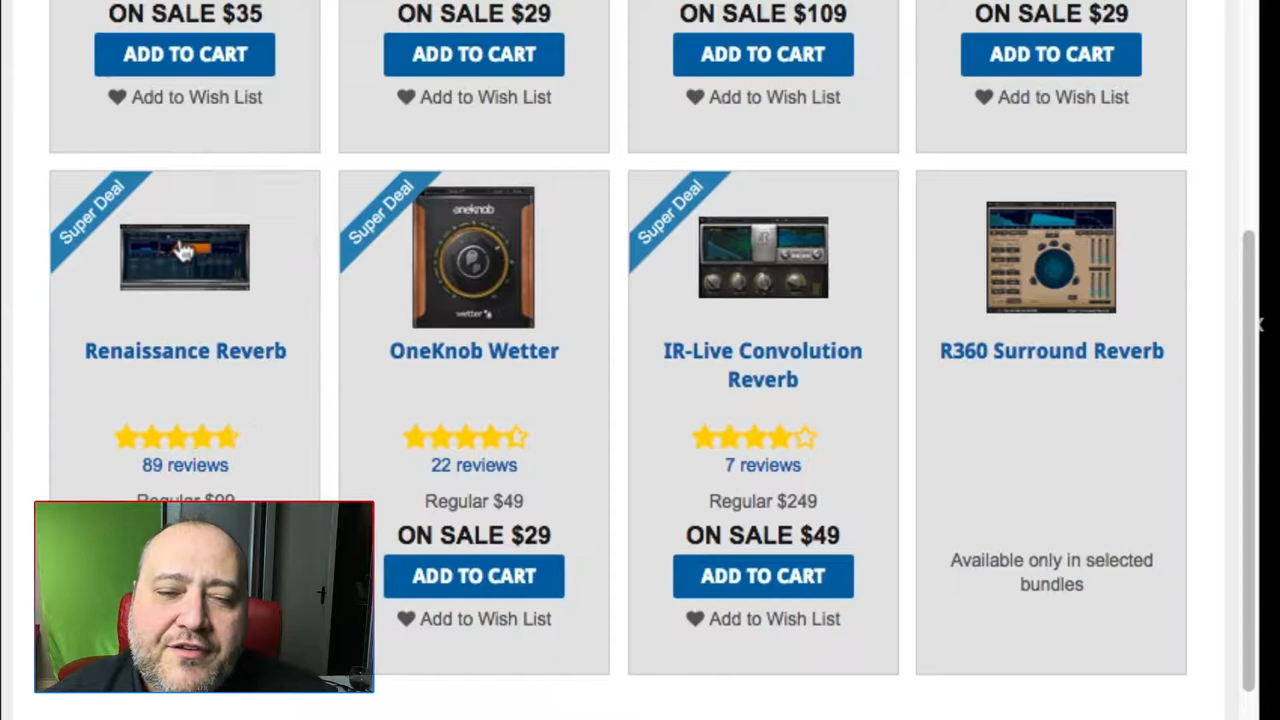 ON SALE $35
ON SALE $29
ON SALE $109
ON SALE $29
ADD TO CART
ADD TO CART
ADD TO CART
ADD TO CART
Add to Wish List
Add to Wish List
Add to Wish List
Add to Wish List
Super Deal
Super Deal
Super Deal
oneknob
wetter
Renaissance Reverb
OneKnob Wetter
IR-Live Convolution
Reverb
R360 Surround Reverb
89 reviews
22 reviews
7 reviews
Regular $99
Regular $49
Regular $249
ON SALE $29
ON SALE $49
Available only in selected
bundles
ADD TO CART
ADD TO CART
Add to Wish List
Add to Wish List